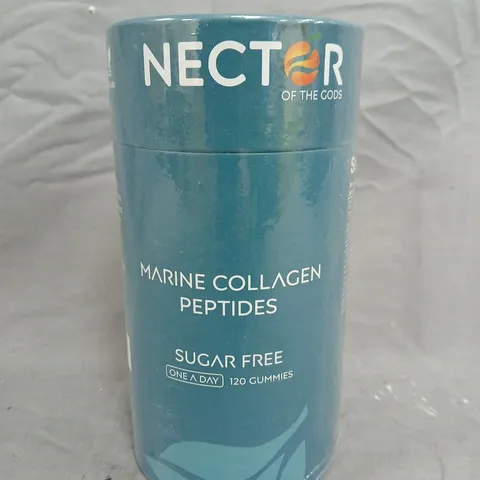 NECTOR
OF THE GODS
MARINE COLLAGEN
PEPTIDES
SUGAR FREE
ONE A DAY 120 GUMMIES